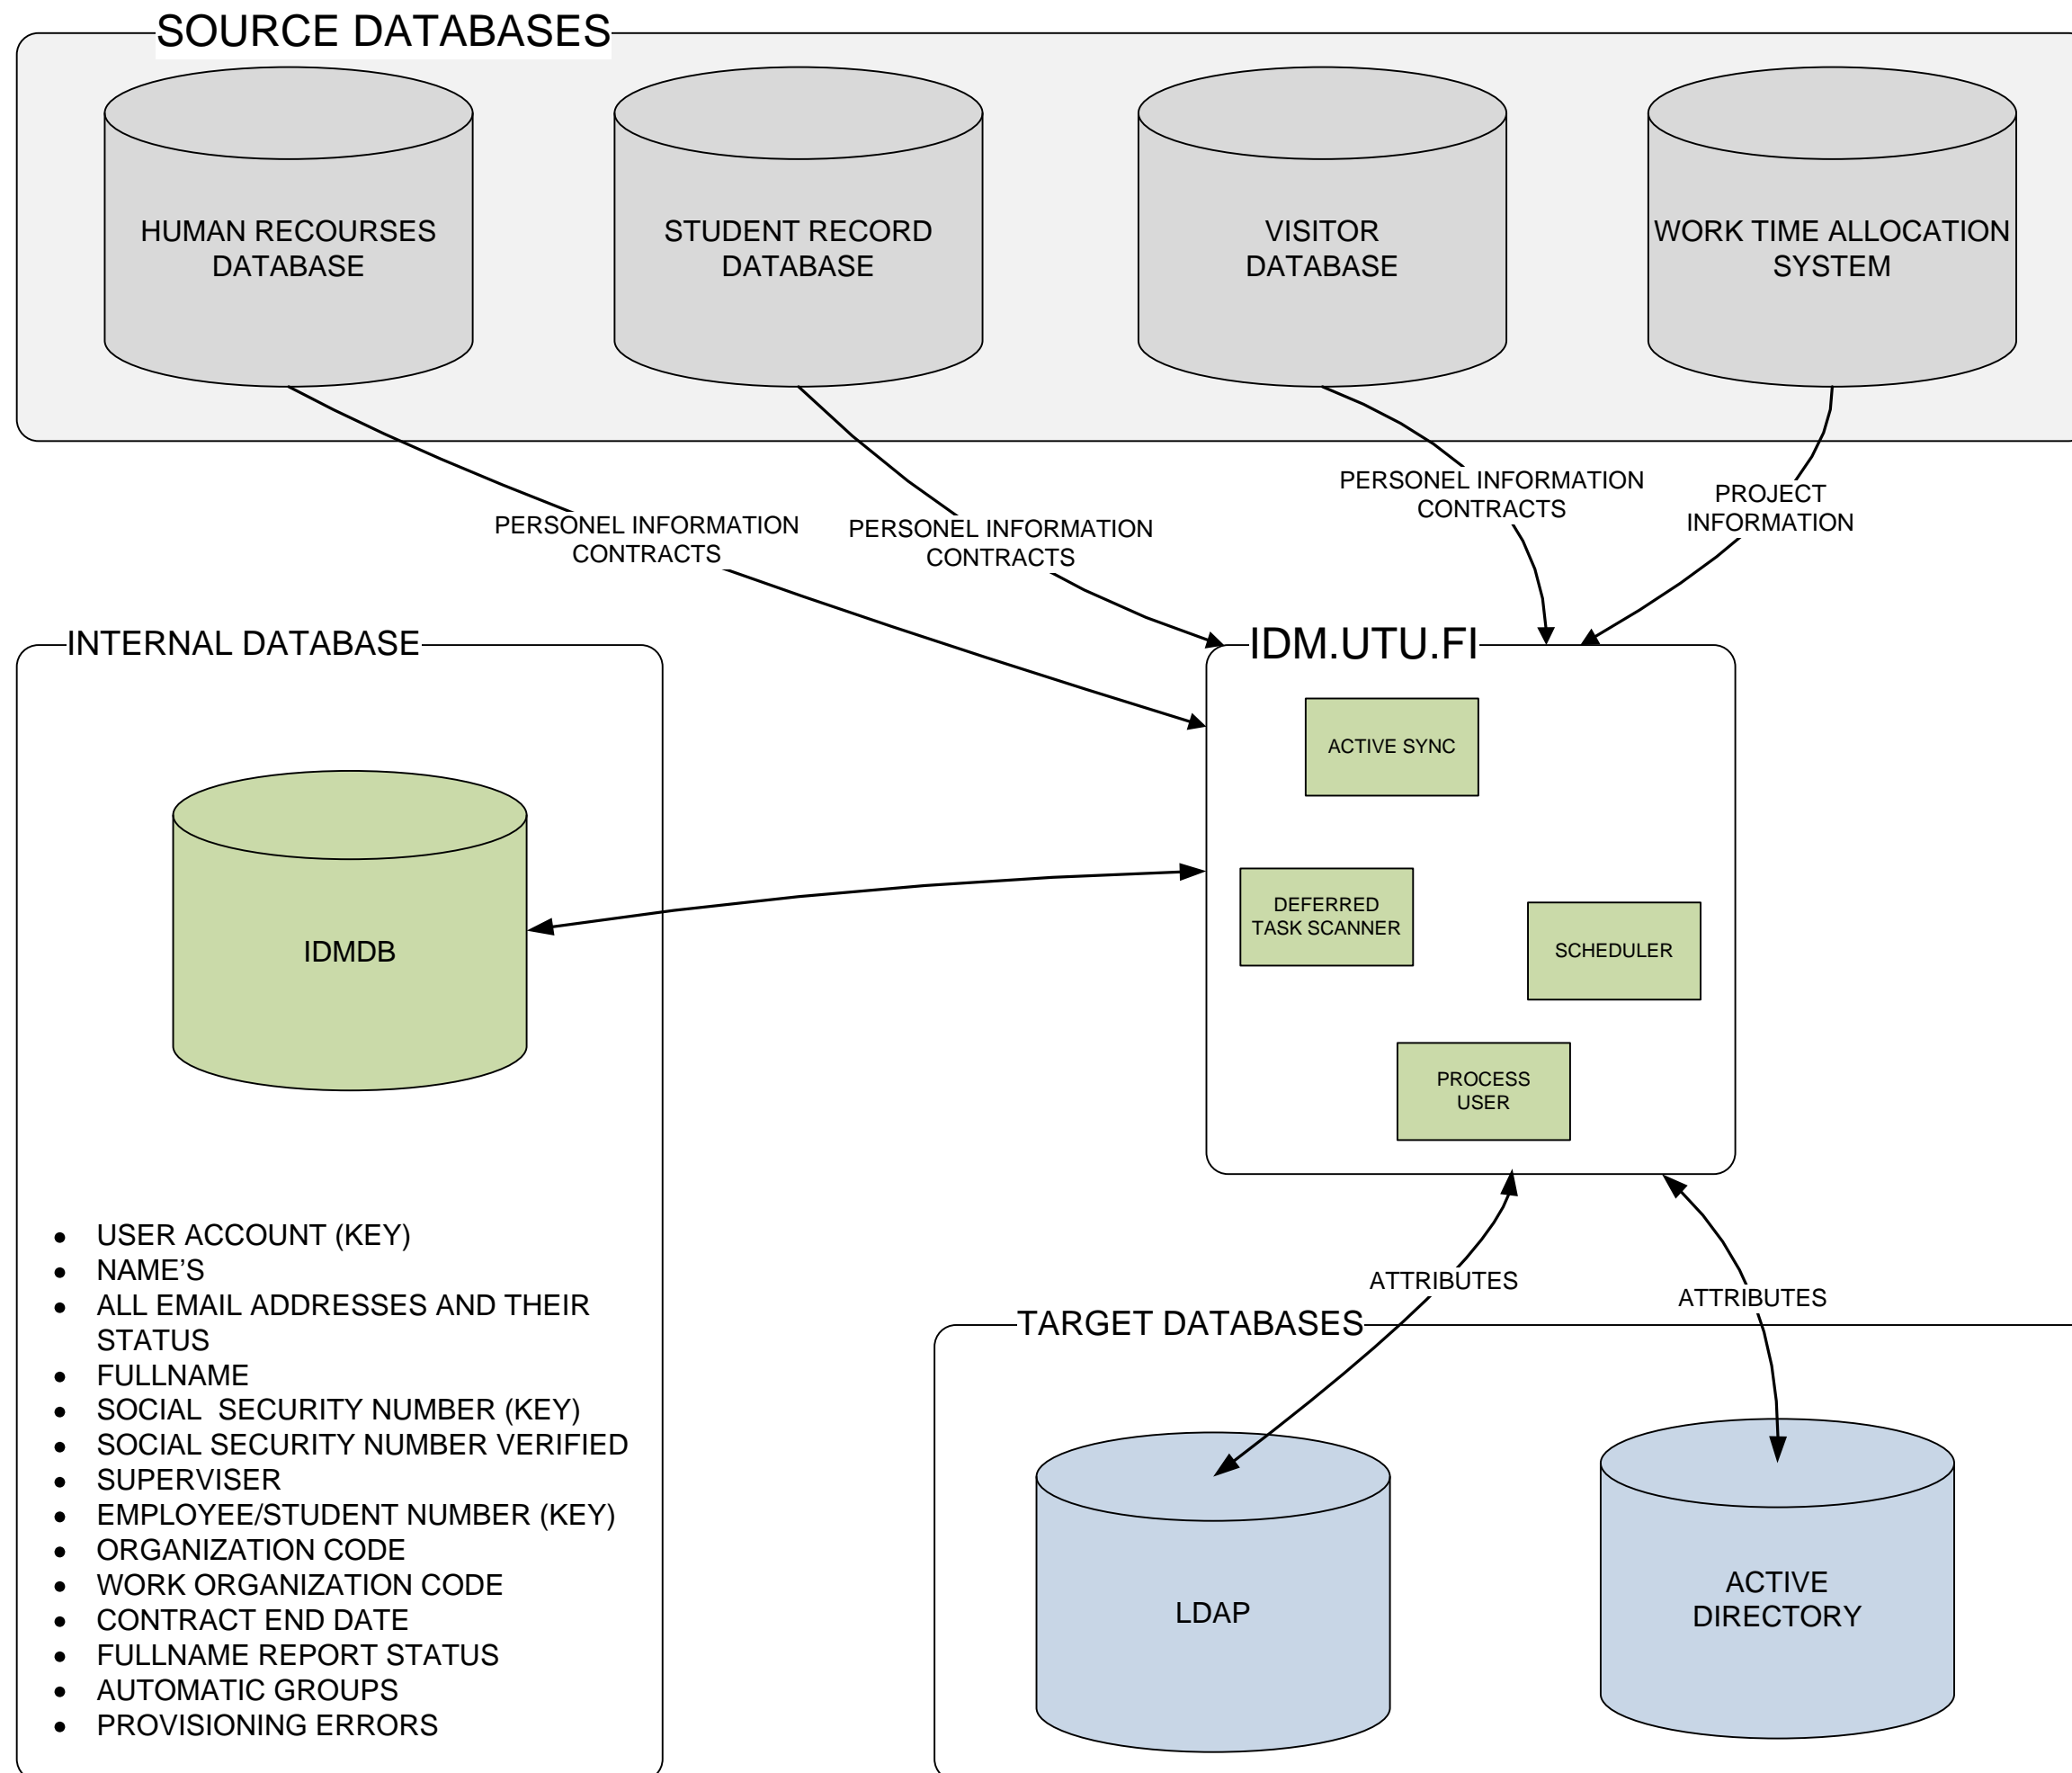 SOURCE DATABASES
HUMAN RECOURSES
DATABASE
STUDENT RECORD
DATABASE
VISITOR
DATABASE
WORK TIME ALLOCATION
SYSTEM
PERSONEL INFORMATION
CONTRACTS
PERSONEL INFORMATION
CONTRACTS
PERSONEL INFORMATION
CONTRACTS
PROJECT
INFORMATION
INTERNAL DATABASE
IDMDB
• USER ACCOUNT (KEY)
• NAME’S
• ALL EMAIL ADDRESSES AND THEIR
STATUS
• FULLNAME
• SOCIAL  SECURITY NUMBER (KEY)
• SOCIAL SECURITY NUMBER VERIFIED
• SUPERVISER
• EMPLOYEE/STUDENT NUMBER (KEY)
• ORGANIZATION CODE
• WORK ORGANIZATION CODE
• CONTRACT END DATE
• FULLNAME REPORT STATUS
• AUTOMATIC GROUPS
• PROVISIONING ERRORS
IDM.UTU.FI
ACTIVE SYNC
DEFERRED
TASK SCANNER
SCHEDULER
PROCESS
USER
ATTRIBUTES
ATTRIBUTES
TARGET DATABASES
LDAP
ACTIVE
DIRECTORY